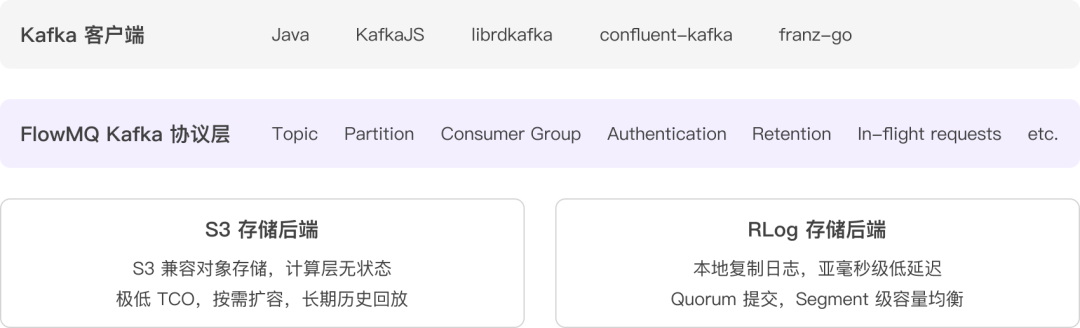 Kafka 客户端 Java KafkaJS librdkafka confluent-kafka franz-go
FlowMQ Kafka 协议层 Topic Partition Consumer Group Authentication Retention In-flight requests etc.
S3 存储后端
S3 兼容对象存储，计算层无状态
极低 TCO，按需扩容，长期历史回放
RLog 存储后端
本地复制日志，亚毫秒级低延迟
Quorum 提交，Segment 级容量均衡